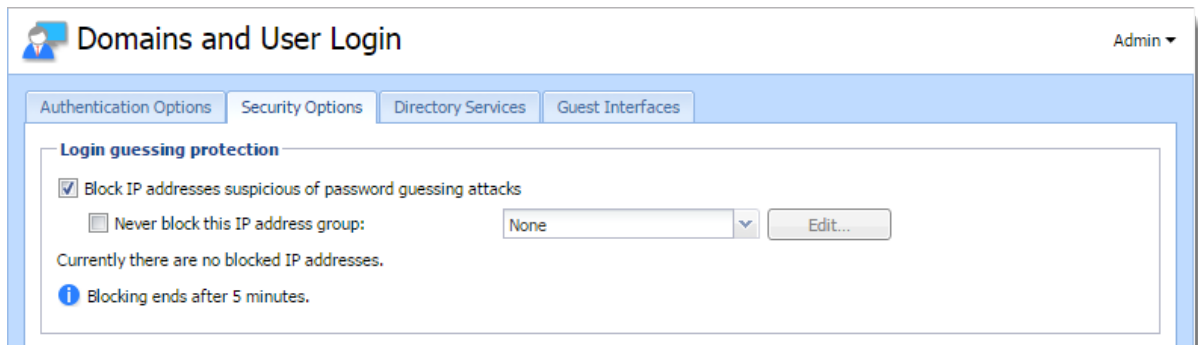 Domains and User Login
Admin
Authentication Options Security Options Directory Services Guest Interfaces
Login guessing protection
Block IP addresses suspicious of password guessing attacks
Never block this IP address group: None Edit...
Currently there are no blocked IP addresses.
Blocking ends after 5 minutes.